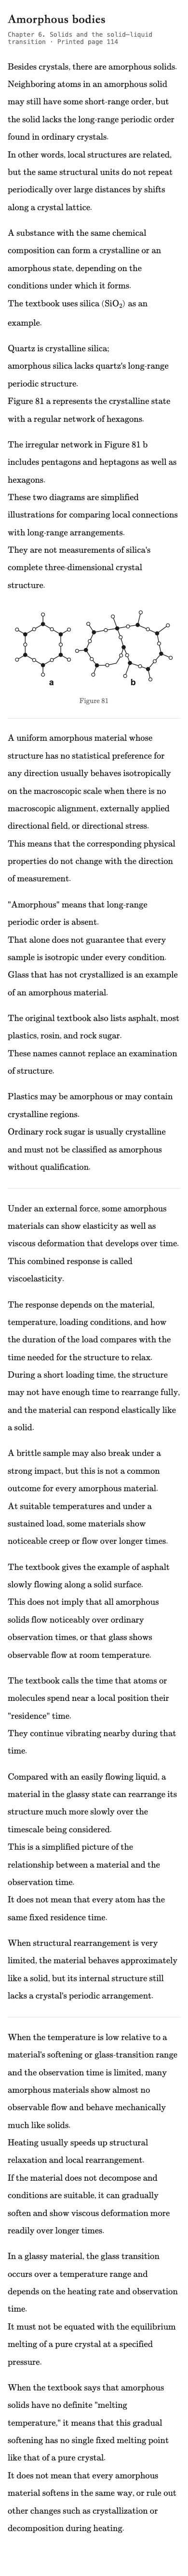 Amorphous bodies
Chapter 6. Solids and the solid–liquid
transition · Printed page 114
Besides crystals, there are amorphous solids.
Neighboring atoms in an amorphous solid
may still have some short-range order, but
the solid lacks the long-range periodic order
found in ordinary crystals.
In other words, local structures are related,
but the same structural units do not repeat
periodically over large distances by shifts
along a crystal lattice.
A substance with the same chemical
composition can form a crystalline or an
amorphous state, depending on the
conditions under which it forms.
The textbook uses silica (SiO₂) as an
example.
Quartz is crystalline silica;
amorphous silica lacks quartz's long-range
periodic structure.
Figure 81 a represents the crystalline state
with a regular network of hexagons.
The irregular network in Figure 81 b
includes pentagons and heptagons as well as
hexagons.
These two diagrams are simplified
illustrations for comparing local connections
with long-range arrangements.
They are not measurements of silica's
complete three-dimensional crystal
structure.
a b
Figure 81
A uniform amorphous material whose
structure has no statistical preference for
any direction usually behaves isotropically
on the macroscopic scale when there is no
macroscopic alignment, externally applied
directional field, or directional stress.
This means that the corresponding physical
properties do not change with the direction
of measurement.
"Amorphous" means that long-range
periodic order is absent.
That alone does not guarantee that every
sample is isotropic under every condition.
Glass that has not crystallized is an example
of an amorphous material.
The original textbook also lists asphalt, most
plastics, rosin, and rock sugar.
These names cannot replace an examination
of structure.
Plastics may be amorphous or may contain
crystalline regions.
Ordinary rock sugar is usually crystalline
and must not be classified as amorphous
without qualification.
Under an external force, some amorphous
materials can show elasticity as well as
viscous deformation that develops over time.
This combined response is called
viscoelasticity.
The response depends on the material,
temperature, loading conditions, and how
the duration of the load compares with the
time needed for the structure to relax.
During a short loading time, the structure
may not have enough time to rearrange fully,
and the material can respond elastically like
a solid.
A brittle sample may also break under a
strong impact, but this is not a common
outcome for every amorphous material.
At suitable temperatures and under a
sustained load, some materials show
noticeable creep or flow over longer times.
The textbook gives the example of asphalt
slowly flowing along a solid surface.
This does not imply that all amorphous
solids flow noticeably over ordinary
observation times, or that glass shows
observable flow at room temperature.
The textbook calls the time that atoms or
molecules spend near a local position their
"residence" time.
They continue vibrating nearby during that
time.
Compared with an easily flowing liquid, a
material in the glassy state can rearrange its
structure much more slowly over the
timescale being considered.
This is a simplified picture of the
relationship between a material and the
observation time.
It does not mean that every atom has the
same fixed residence time.
When structural rearrangement is very
limited, the material behaves approximately
like a solid, but its internal structure still
lacks a crystal's periodic arrangement.
When the temperature is low relative to a
material's softening or glass-transition range
and the observation time is limited, many
amorphous materials show almost no
observable flow and behave mechanically
much like solids.
Heating usually speeds up structural
relaxation and local rearrangement.
If the material does not decompose and
conditions are suitable, it can gradually
soften and show viscous deformation more
readily over longer times.
In a glassy material, the glass transition
occurs over a temperature range and
depends on the heating rate and observation
time.
It must not be equated with the equilibrium
melting of a pure crystal at a specified
pressure.
When the textbook says that amorphous
solids have no definite "melting
temperature," it means that this gradual
softening has no single fixed melting point
like that of a pure crystal.
It does not mean that every amorphous
material softens in the same way, or rule out
other changes such as crystallization or
decomposition during heating.